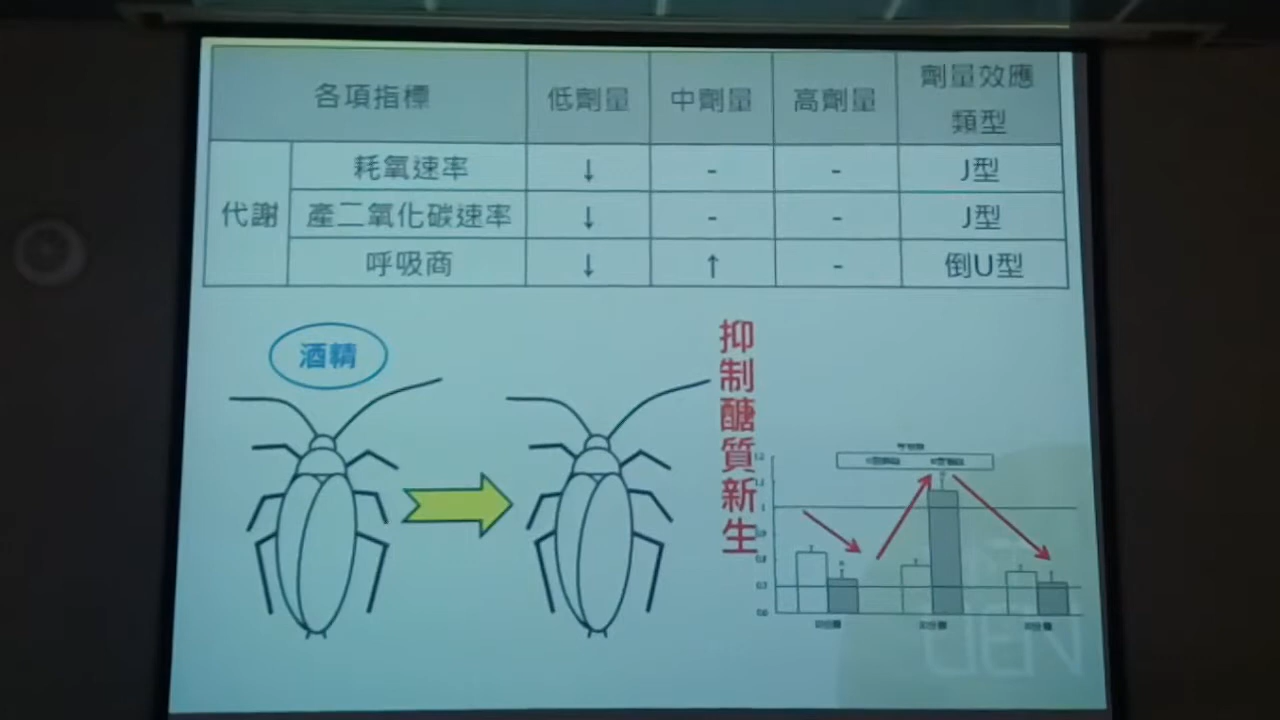 各項指標 低劑量 中劑量 高劑量 劑量效應
類型
代謝
耗氧速率 ↓ - - J型
產二氧化碳速率 ↓ - - J型
呼吸商 ↓ ↑ - 倒U型
酒精
抑制醣質新生